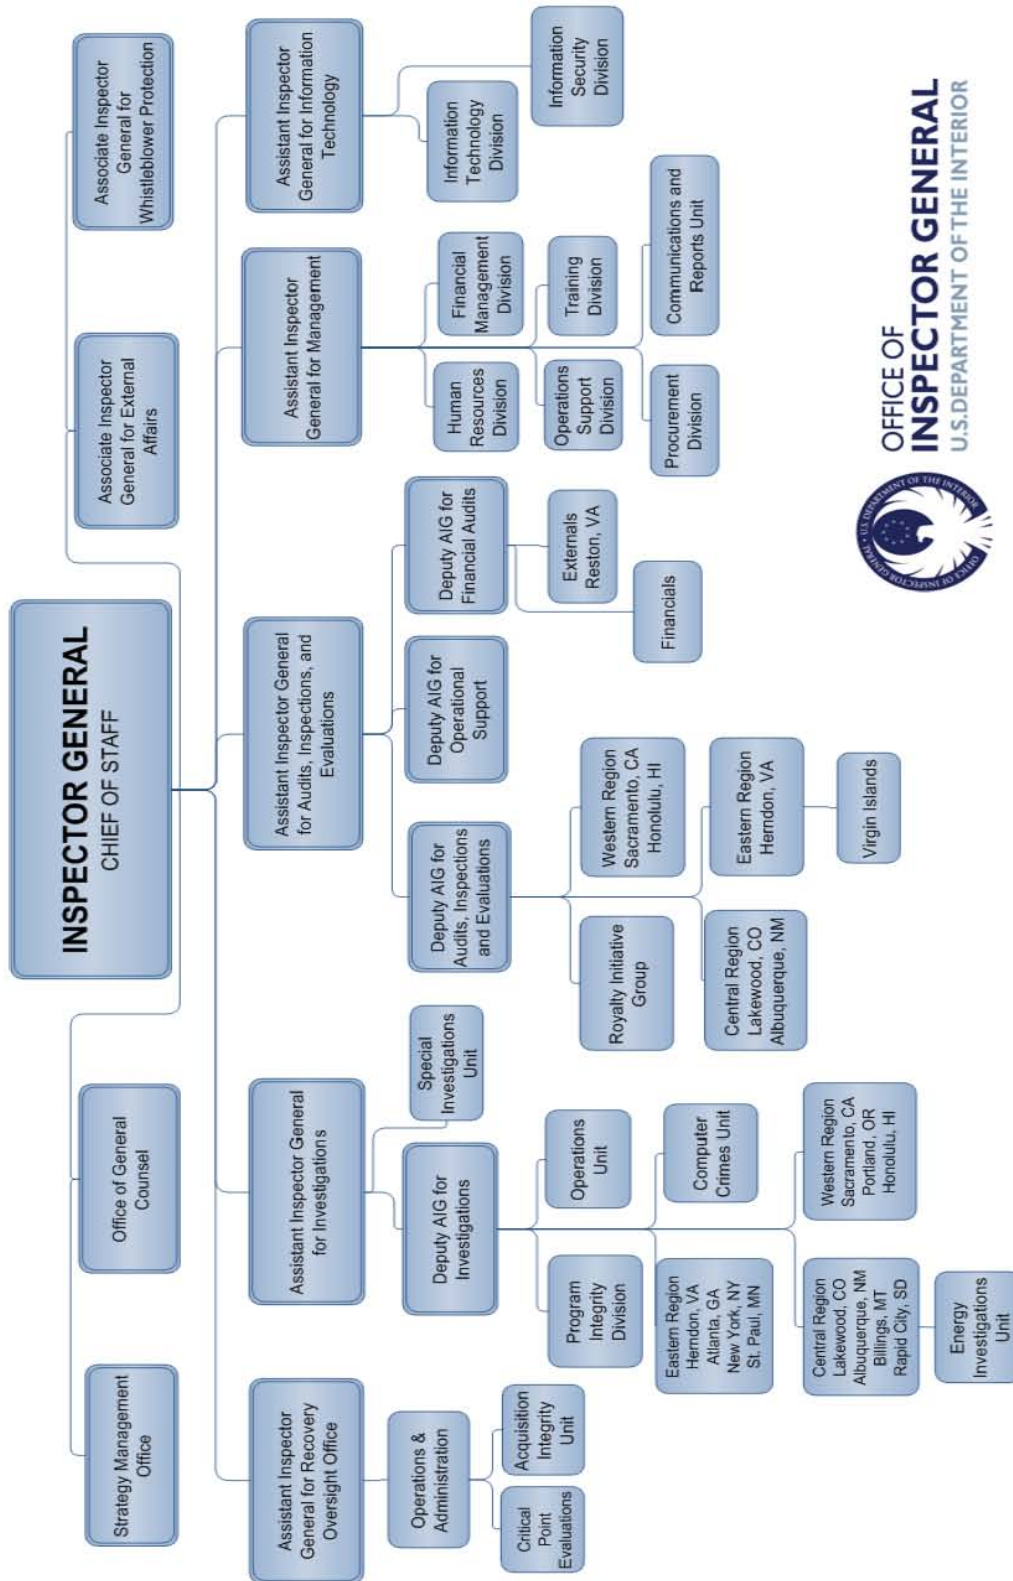 INSPECTOR GENERAL
CHIEF OF STAFF
Strategy Management
Office
Office of General
Counsel
Associate Inspector
General for External
Affairs
Associate Inspector
General for
Whistleblower Protection
Assistant Inspector
General for Recovery
Oversight Office
Assistant Inspector General
for Investigations
Assistant Inspector General
for Audits, Inspections, and
Evaluations
Assistant Inspector
General for Management
Assistant Inspector
General for Information
Technology
Operations &
Administration
Critical
Point
Evaluations
Acquisition
Integrity
Unit
Special
Investigations
Unit
Deputy AIG for
Investigations
Program
Integrity
Division
Operations
Unit
Eastern Region
Herndon, VA
Atlanta, GA
New York, NY
St. Paul, MN
Computer
Crimes Unit
Central Region
Lakewood, CO
Albuquerque, NM
Billings, MT
Rapid City, SD
Western Region
Sacramento, CA
Portland, OR
Honolulu, HI
Energy
Investigations
Unit
Deputy AIG for
Audits, Inspections
and Evaluations
Deputy AIG for
Operational
Support
Deputy AIG for
Financial Audits
Royalty Initiative
Group
Western Region
Sacramento, CA
Honolulu, HI
Central Region
Lakewood, CO
Albuquerque, NM
Eastern Region
Herndon, VA
Virgin Islands
Externals
Reston, VA
Financials
Human
Resources
Division
Financial
Management
Division
Operations
Support
Division
Training
Division
Procurement
Division
Communications and
Reports Unit
Information
Technology
Division
Information
Security
Division
OFFICE OF INSPECTOR GENERAL • U.S. DEPARTMENT OF THE INTERIOR
OFFICE OF
INSPECTOR GENERAL
U.S.DEPARTMENT OF THE INTERIOR